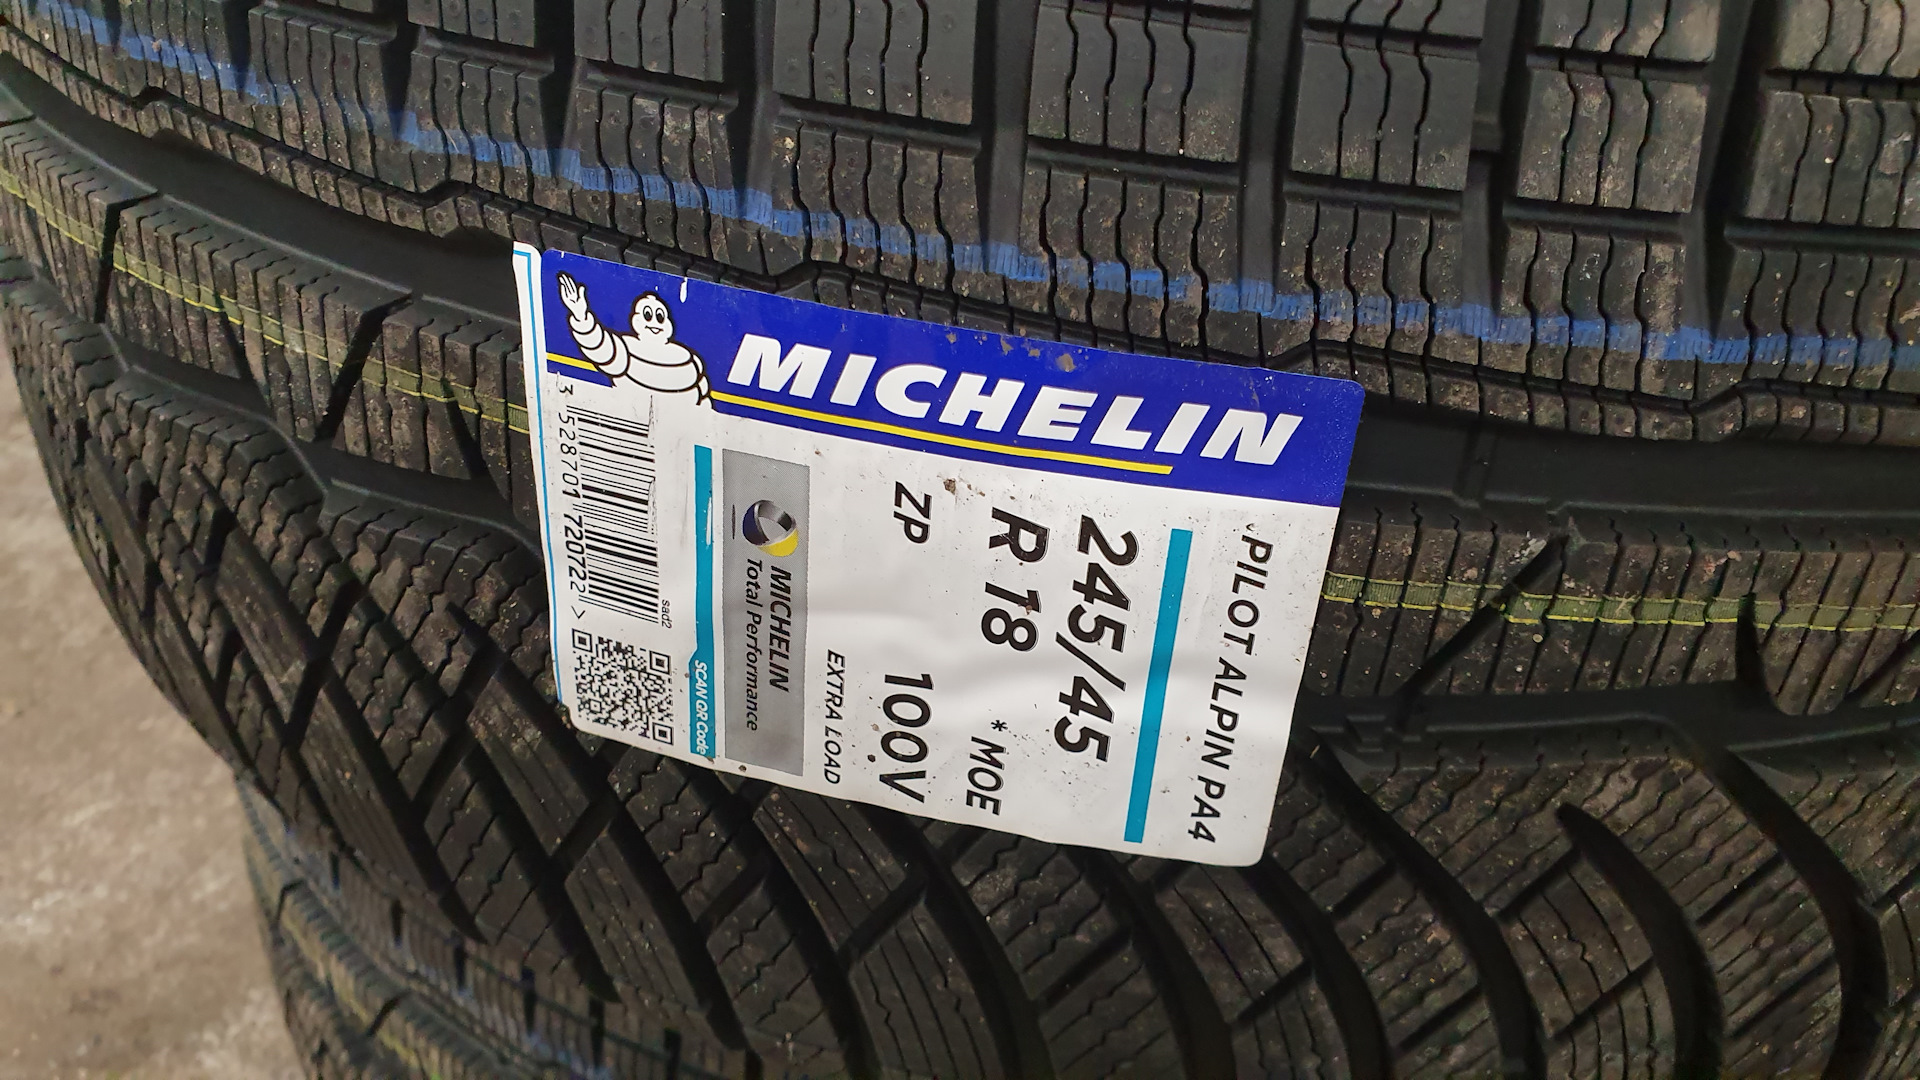 MICHELIN
PILOT ALPIN PA4
245/45
R 18 * MOE
ZP 100V
EXTRA LOAD
MICHELIN
Total Performance
SCAN QR Code
sad2
3 528701 720722 >